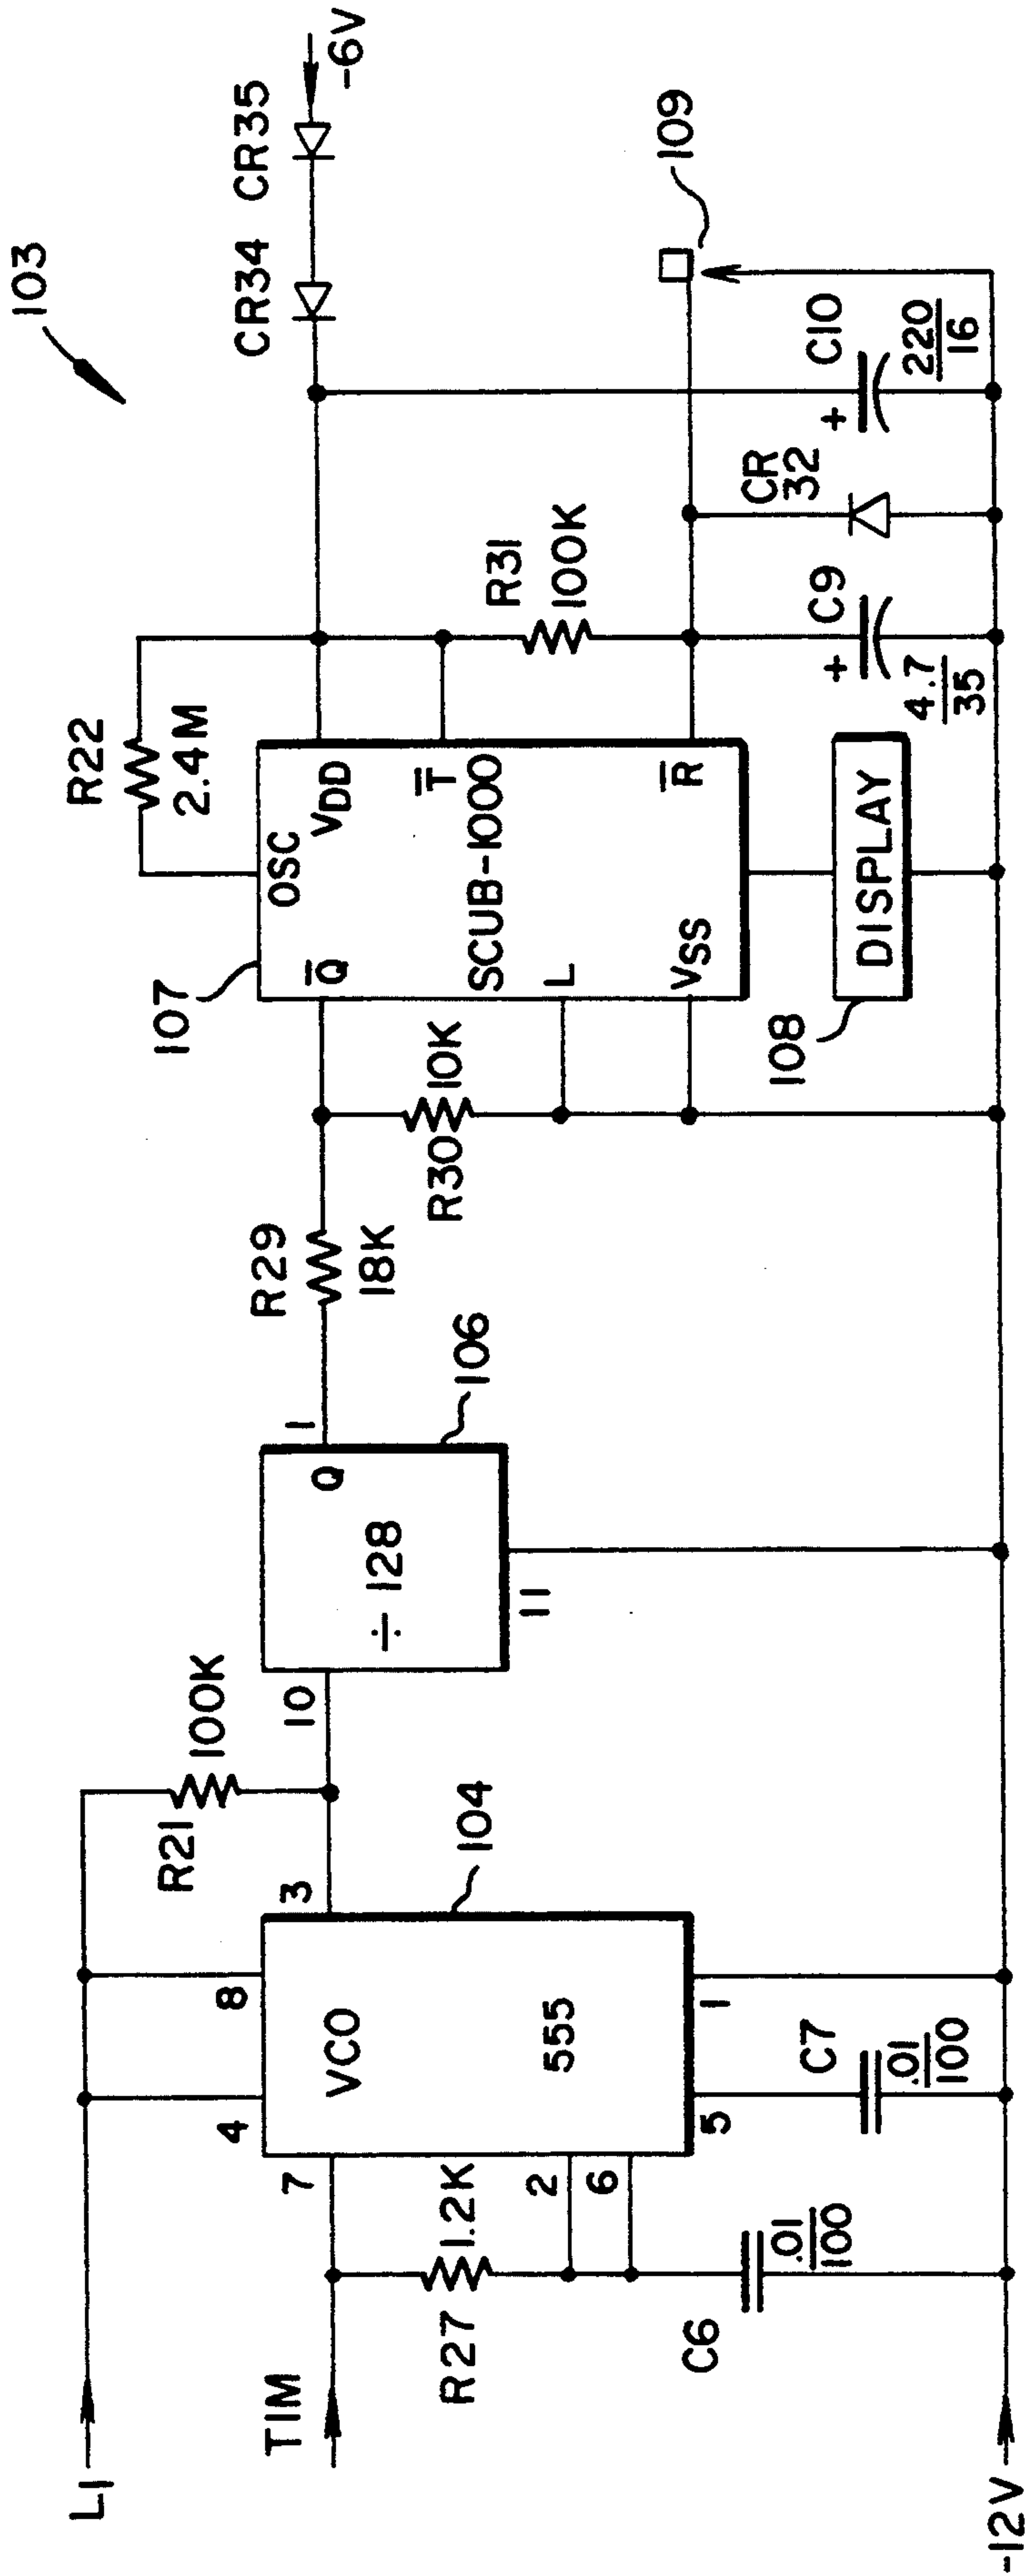 103
L1
TIM
-12V
4
8
7
3
VCO
555
2
6
5
1
104
R27
1.2K
C6
.01
100
C7
.01
100
R21
100K
10
÷ 128
Q
1
11
106
R29
18K
R30
10K
107
R22
2.4M
OSC
Q̅
VDD
T̅
SCUB-1000
L
VSS
R̅
108
DISPLAY
R31
100K
C9
+
4.7
35
CR
32
C10
+
220
16
CR34
CR35
-6V
109